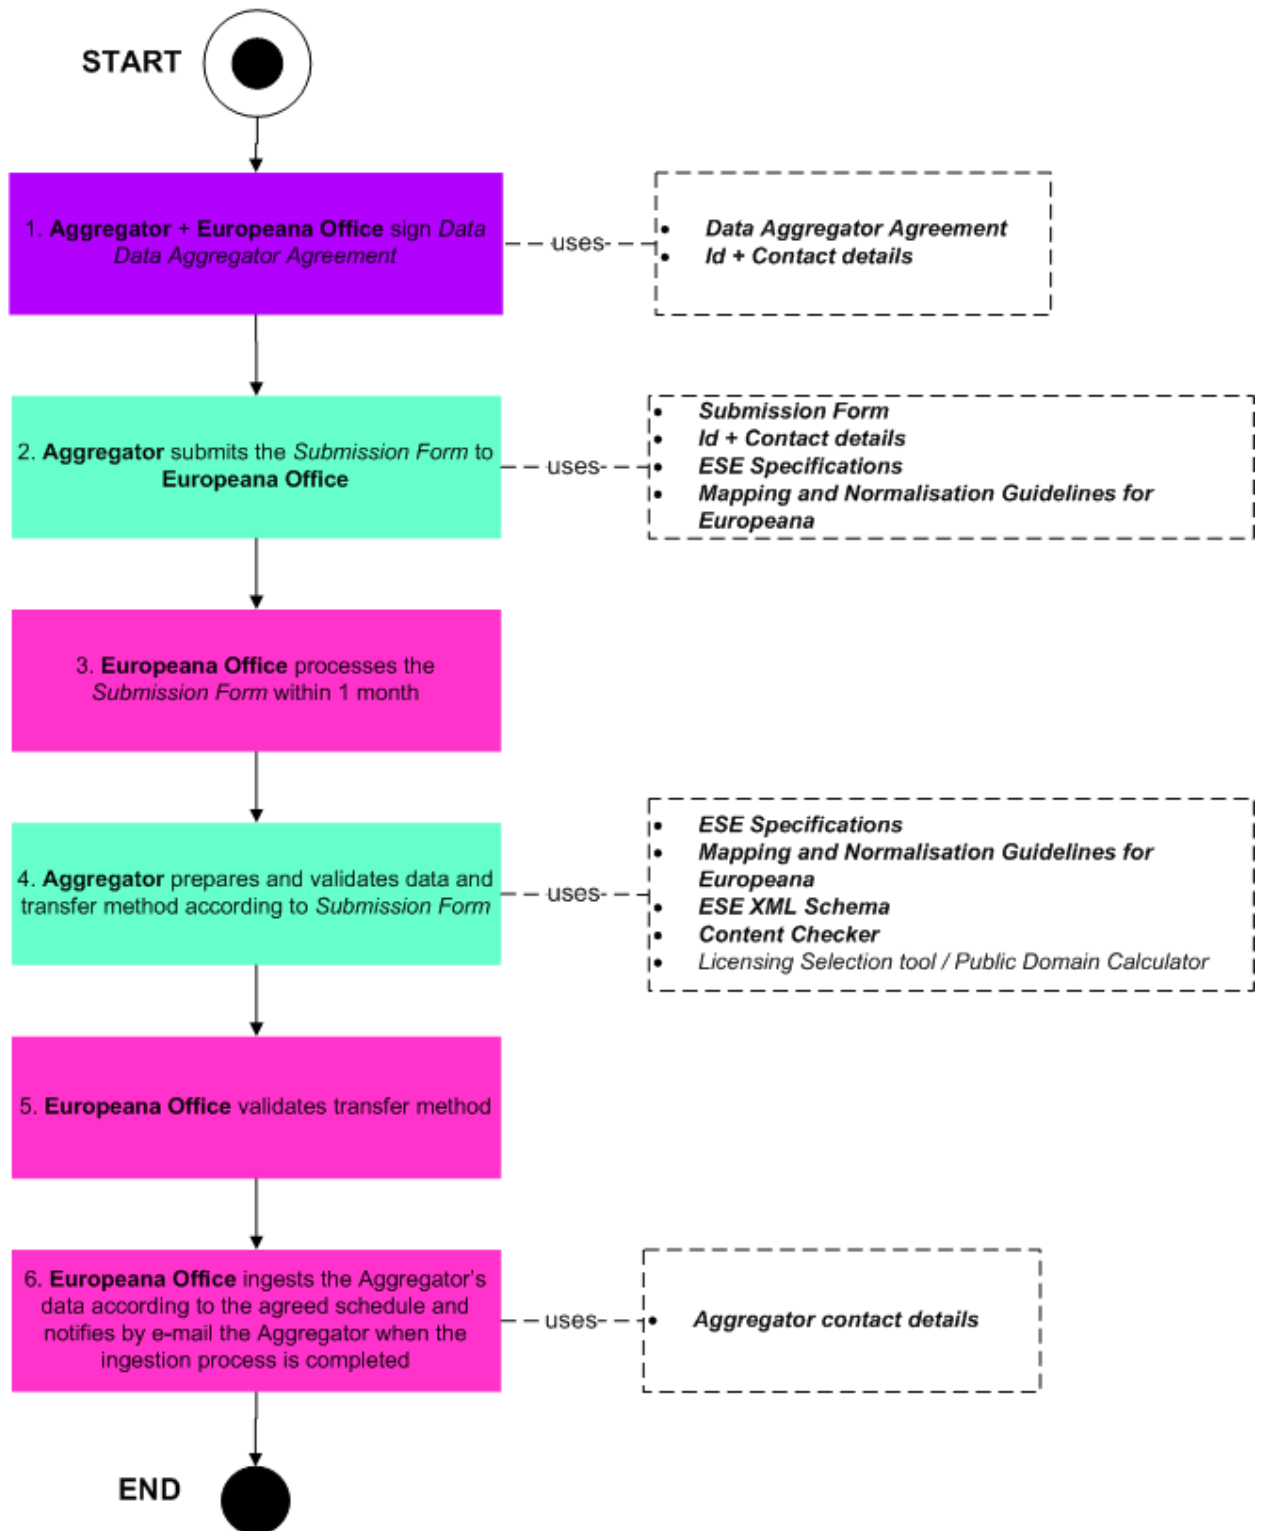 START
1. Aggregator + Europeana Office sign Data
Data Aggregator Agreement
uses
• Data Aggregator Agreement
• Id + Contact details
2. Aggregator submits the Submission Form to
Europeana Office
uses
• Submission Form
• Id + Contact details
• ESE Specifications
• Mapping and Normalisation Guidelines for
Europeana
3. Europeana Office processes the
Submission Form within 1 month
4. Aggregator prepares and validates data and
transfer method according to Submission Form
uses
• ESE Specifications
• Mapping and Normalisation Guidelines for
Europeana
• ESE XML Schema
• Content Checker
• Licensing Selection tool / Public Domain Calculator
5. Europeana Office validates transfer method
6. Europeana Office ingests the Aggregator's
data according to the agreed schedule and
notifies by e-mail the Aggregator when the
ingestion process is completed
uses
• Aggregator contact details
END